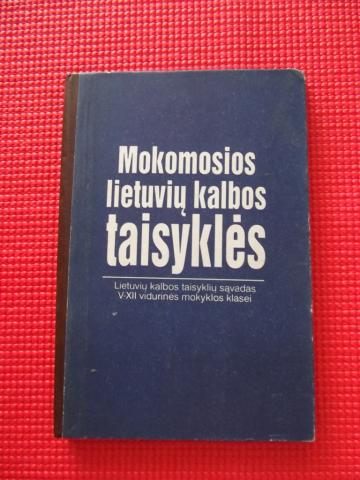 Mokomosios
lietuvių kalbos
taisyklės
Lietuvių kalbos taisyklių sąvadas
V-XII vidurinės mokyklos klasei